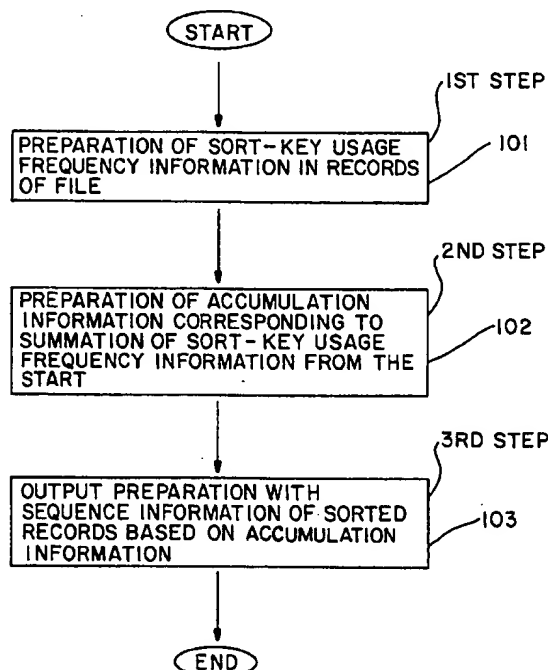 START
1ST STEP
PREPARATION OF SORT-KEY USAGE
FREQUENCY INFORMATION IN RECORDS
OF FILE
101
2ND STEP
PREPARATION OF ACCUMULATION
INFORMATION CORRESPONDING TO
SUMMATION OF SORT-KEY USAGE
FREQUENCY INFORMATION FROM THE
START
102
3RD STEP
OUTPUT PREPARATION WITH
SEQUENCE INFORMATION OF SORTED
RECORDS BASED ON ACCUMULATION
INFORMATION
103
END